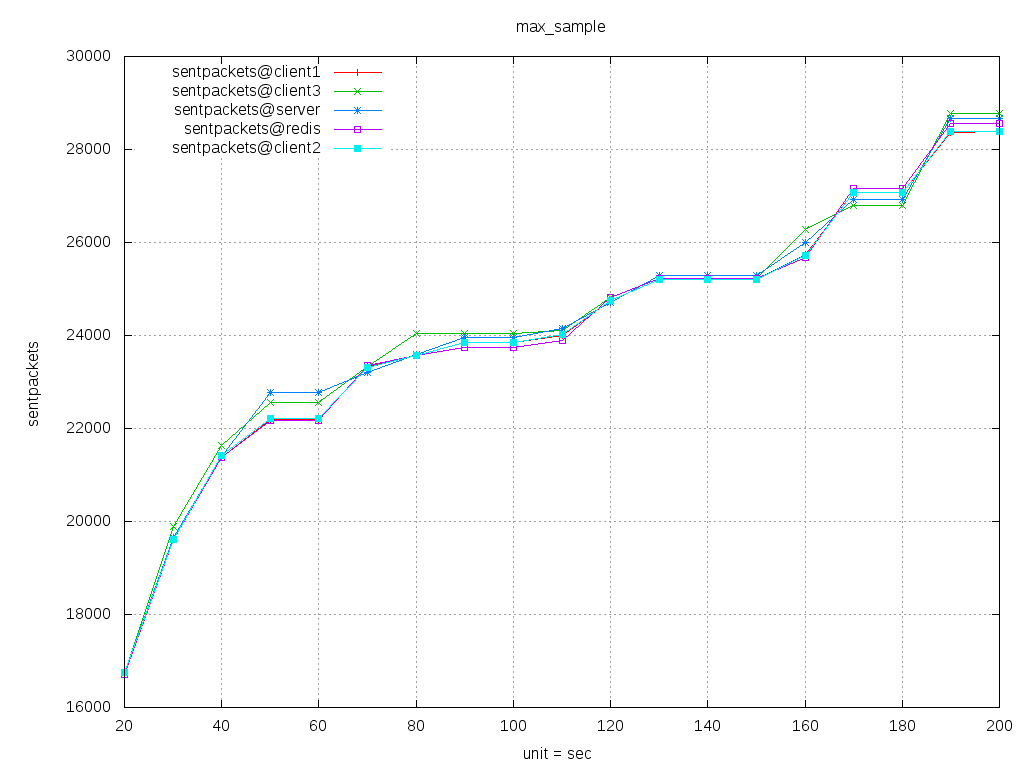 max_sample
30000
28000
26000
24000
22000
20000
18000
16000
sentpackets
sentpackets@client1
sentpackets@client3
sentpackets@server
sentpackets@redis
sentpackets@client2
20 40 60 80 100 120 140 160 180 200
unit = sec